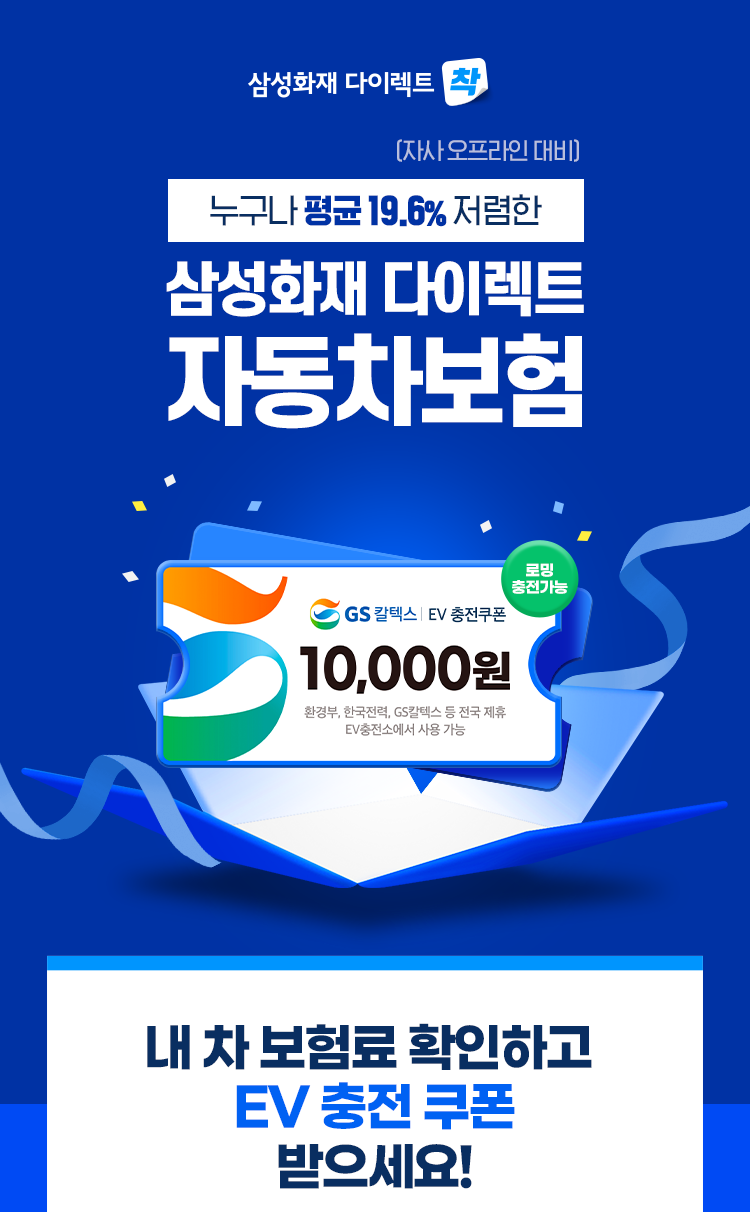 삼성화재 다이렉트 착
(자사 오프라인 대비)
누구나 평균 19.6% 저렴한
삼성화재 다이렉트
자동차보험
로밍
충전가능
GS 칼텍스 | EV 충전쿠폰
10,000원
환경부, 한국전력, GS칼텍스 등 전국 제휴
EV충전소에서 사용 가능
내 차 보험료 확인하고
EV 충전 쿠폰
받으세요!